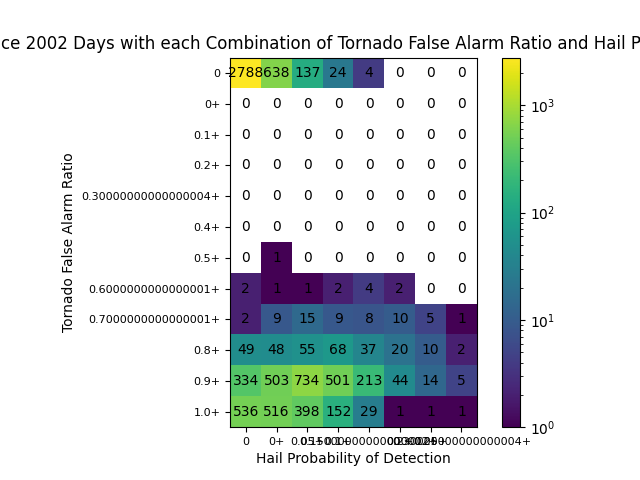 ce 2002 Days with each Combination of Tornado False Alarm Ratio and Hail P
0 2788 638 137 24 4 0 0 0
0+ 0 0 0 0 0 0 0 0
0.1+ 0 0 0 0 0 0 0 0
0.2+ 0 0 0 0 0 0 0 0
0.30000000000000004+ 0 0 0 0 0 0 0 0
0.4+ 0 0 0 0 0 0 0 0
0.5+ 1 0 0 0 0 0 0
0.6000000000000001+ 2 1 1 2 4 2 0 0
0.7000000000000001+ 2 9 15 9 8 10 5 1
0.8+ 49 48 55 68 37 20 10 2
0.9+ 334 503 734 501 213 44 14 5
1.0+ 536 516 398 152 29 1 1 1
0 0+
Hail Probability of Detection
Tornado False Alarm Ratio
10³
10²
10¹
10⁰